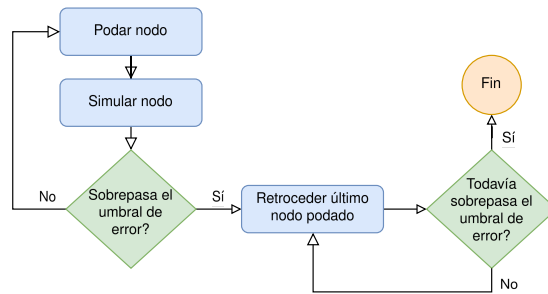 Podar nodo
Simular nodo
Sobrepasa el
umbral de
error?
No
Sí
Retroceder último
nodo podado
Todavía
sobrepasa el
umbral de
error?
Sí
Fin
No